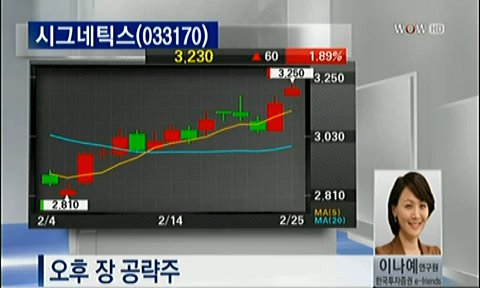 시그네틱스(033170)
WOW HD
3,230 ▲ 60 1.89%
3,250
3,250
3,030
2,810
2,810
2/4 2/14 2/25
MA(5)
MA(20)
오후 장 공략주
이나예 연구원
한국투자증권 e-friends